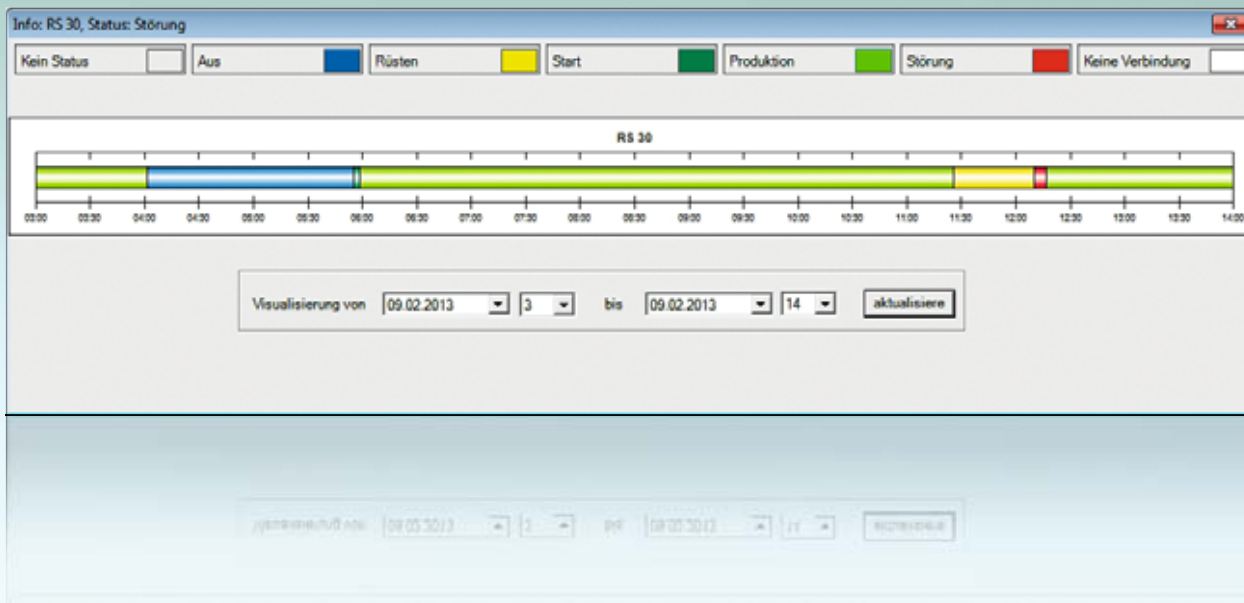 Info: RS 30, Status: Störung
Kein Status Aus Rüsten Start Produktion Störung Keine Verbindung
RS 30
03:00 03:30 04:00 04:30 05:00 05:30 06:00 06:30 07:00 07:30 08:00 08:30 09:00 09:30 10:00 10:30 11:00 11:30 12:00 12:30 13:00 13:30 14:00
Visualisierung von 09.02.2013 3 bis 09.02.2013 14 aktualisiere